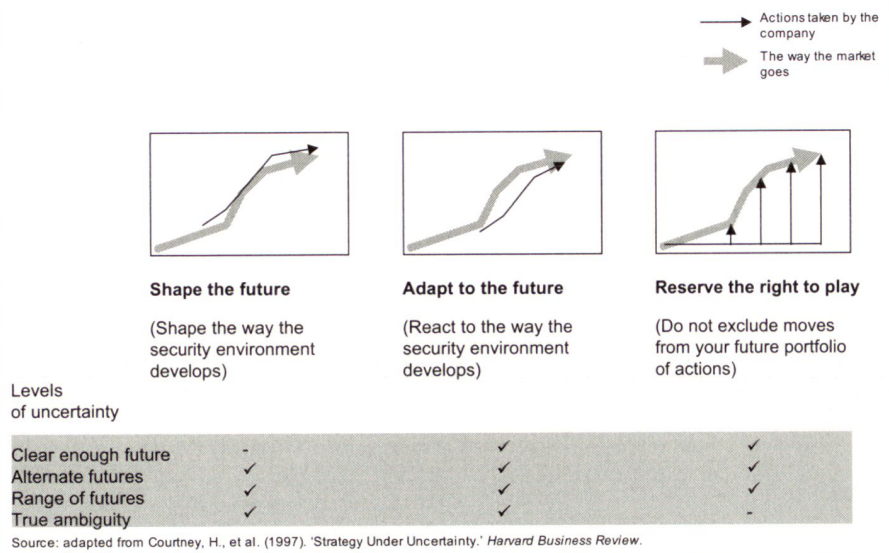 Actions taken by the
company
The way the market
goes
Shape the future
Adapt to the future
Reserve the right to play
(Shape the way the
security environment
develops)
(React to the way the
security environment
develops)
(Do not exclude moves
from your future portfolio
of actions)
Levels
of uncertainty
Clear enough future - ✓ ✓
Alternate futures ✓ ✓ ✓
Range of futures ✓ ✓ ✓
True ambiguity ✓ ✓ -
Source: adapted from Courtney, H., et al. (1997). 'Strategy Under Uncertainty.' Harvard Business Review.